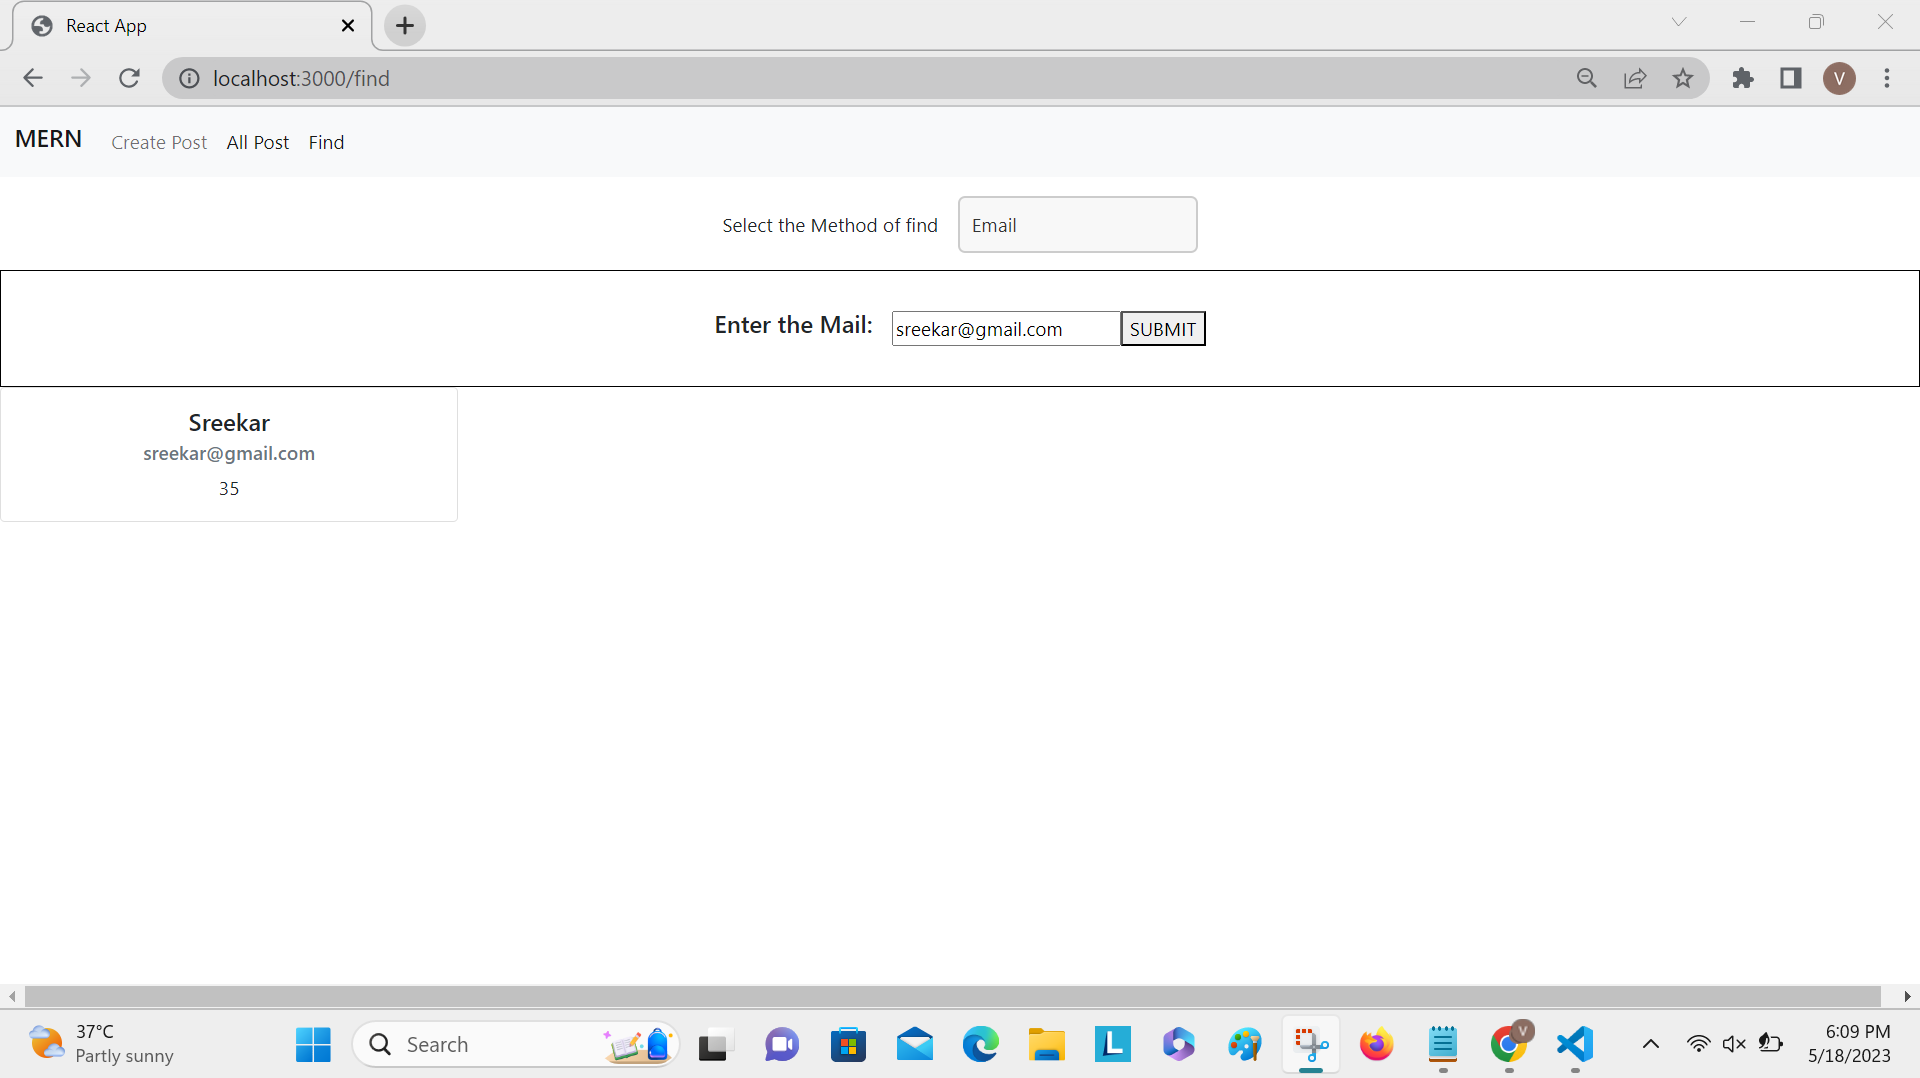 React App
localhost:3000/find
V
MERN Create Post All Post Find
Select the Method of find Email
Enter the Mail: sreekar@gmail.com SUBMIT
Sreekar
sreekar@gmail.com
35
37°C
Partly sunny
Search
L
V
6:09 PM
5/18/2023